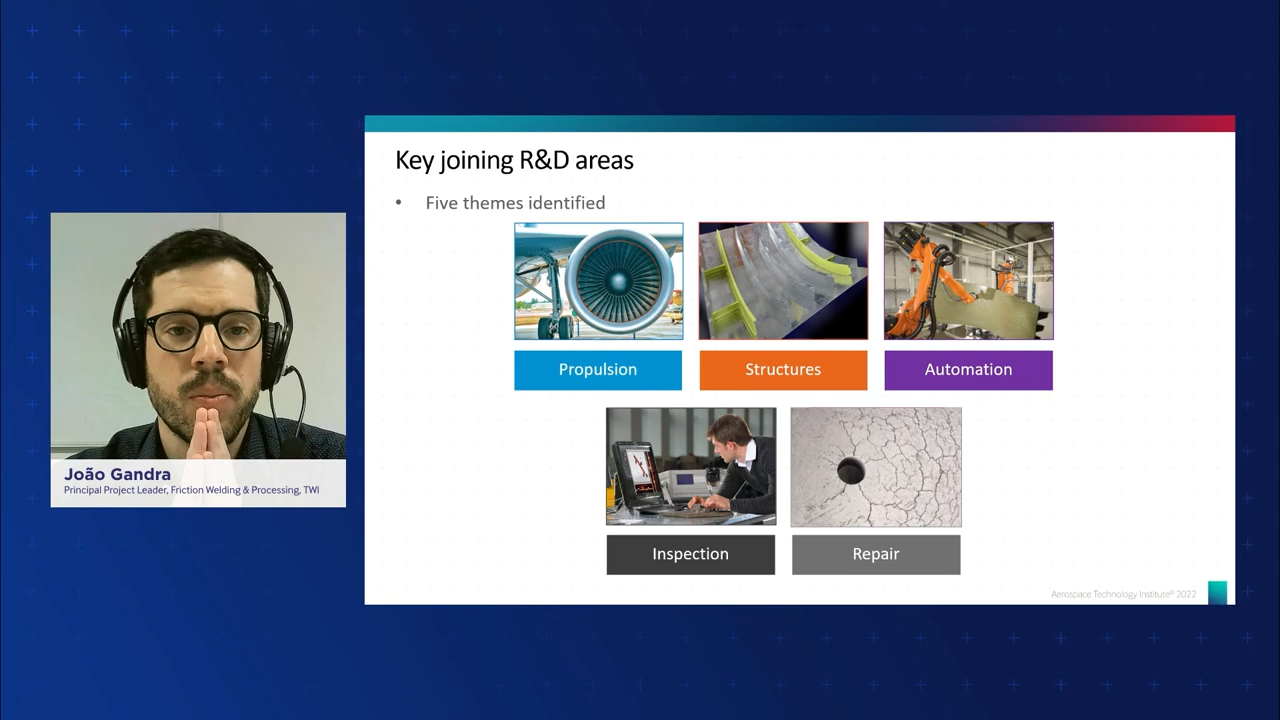 Key joining R&D areas
• Five themes identified
Propulsion
Structures
Automation
Inspection
Repair
João Gandra
Principal Project Leader, Friction Welding & Processing, TWI
Aerospace Technology Institute® 2022